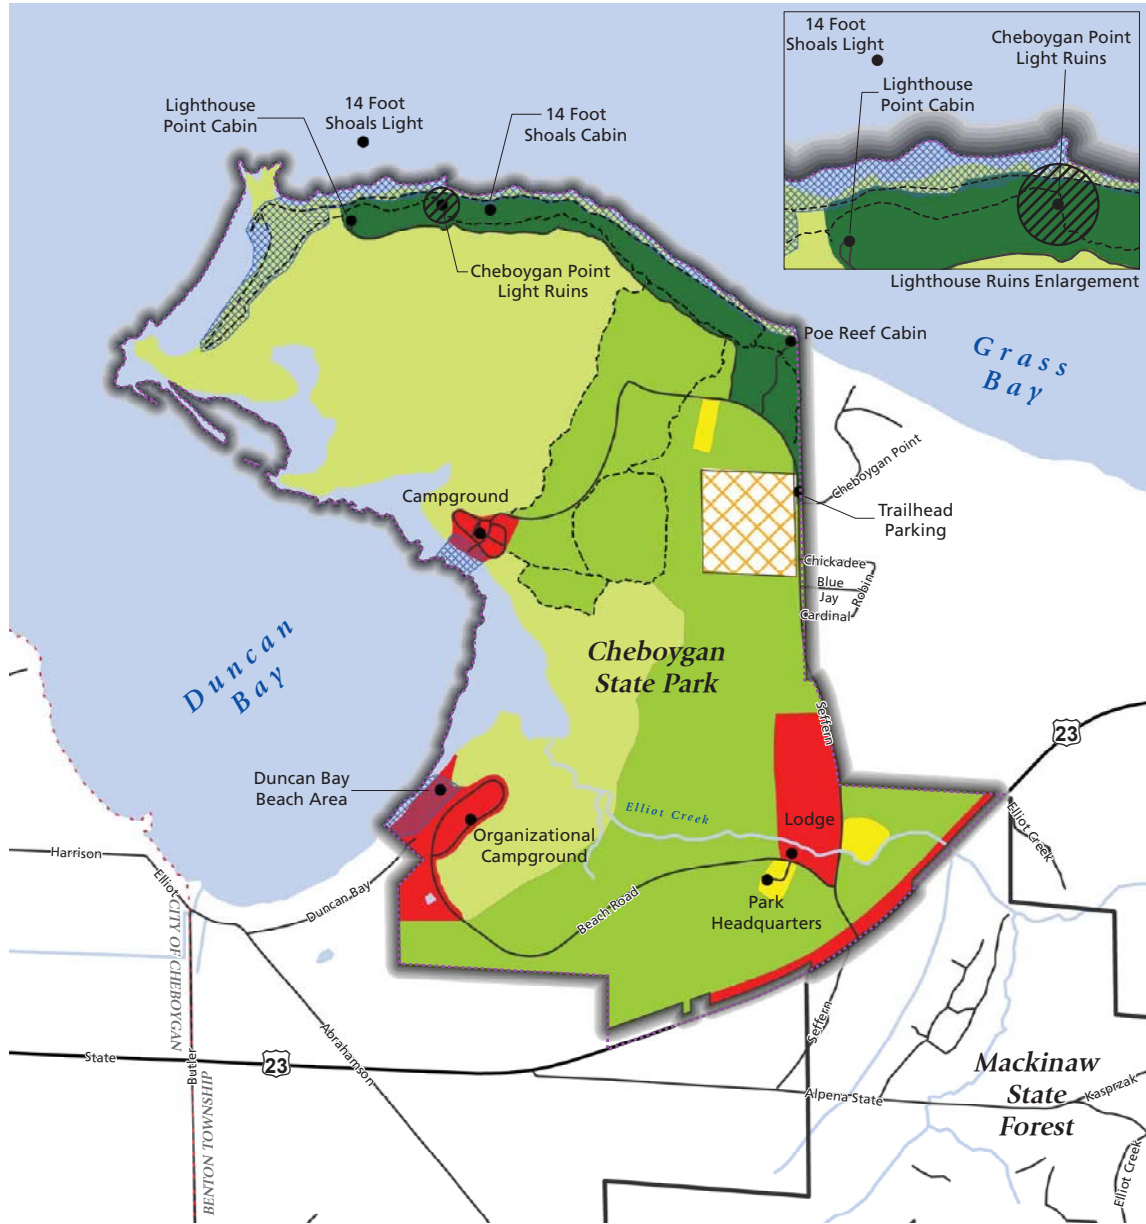 14 Foot
Shoals Light
Cheboygan Point
Light Ruins
Lighthouse
Point Cabin
Lighthouse Ruins Enlargement
Lighthouse
Point Cabin
14 Foot
Shoals Light
14 Foot
Shoals Cabin
Cheboygan Point
Light Ruins
Poe Reef Cabin
Grass
Bay
Cheboygan Point
Campground
Trailhead
Parking
Chickadee
Blue
Jay
Robin
Cardinal
Cheboygan
State Park
Duncan
Bay
Seffern
23
Duncan Bay
Beach Area
Elliot Creek
Lodge
Organizational
Campground
Elliot Creek
Harrison
Elliot
Duncan Bay
Beach Road
Park
Headquarters
CITY OF CHEBOYGAN
Abrahamson
Seffern
State
23
Butler
BENTON TOWNSHIP
Alpena State
Mackinaw
State
Forest
Kasprzak
Elliot Creek